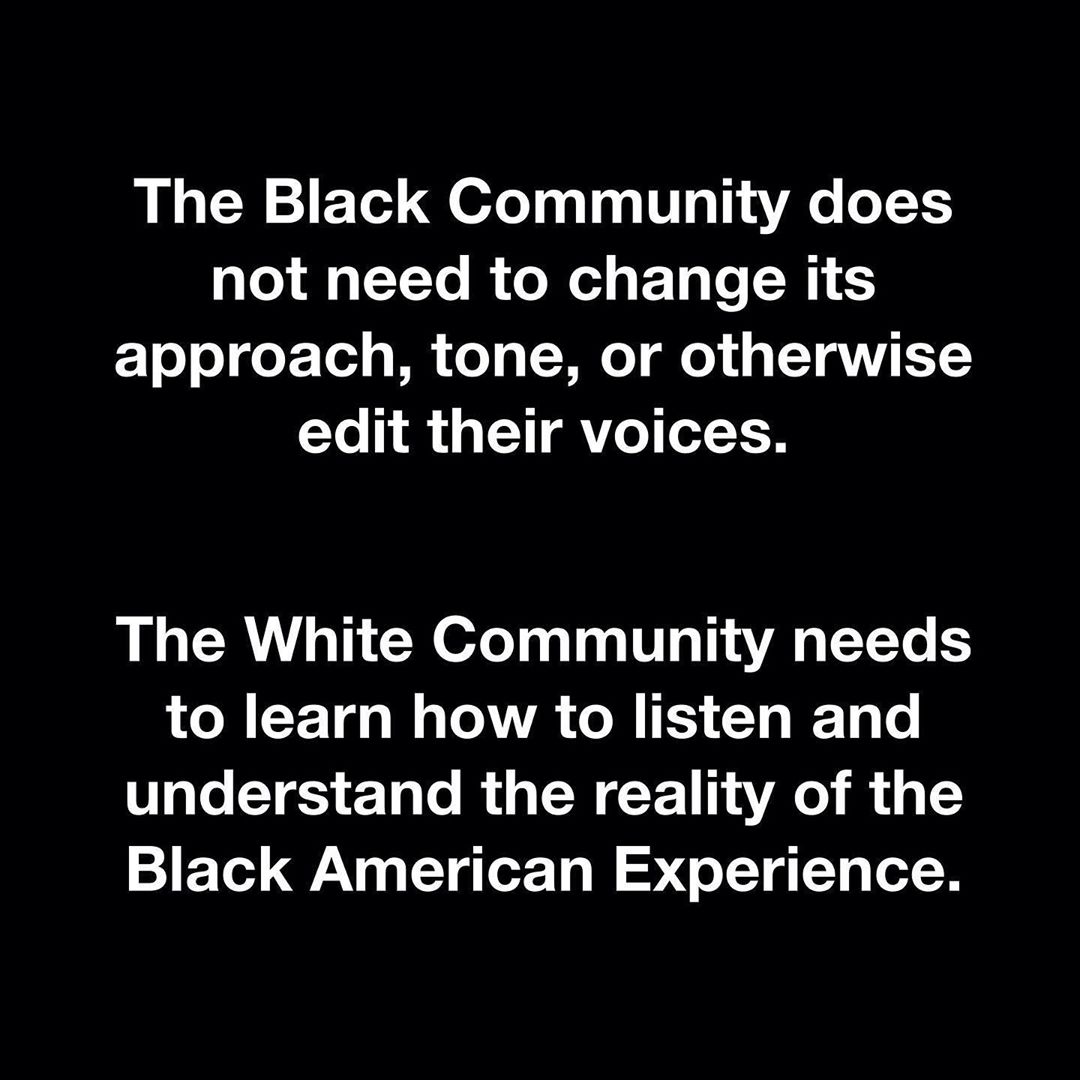 The Black Community does
not need to change its
approach, tone, or otherwise
edit their voices.
The White Community needs
to learn how to listen and
understand the reality of the
Black American Experience.